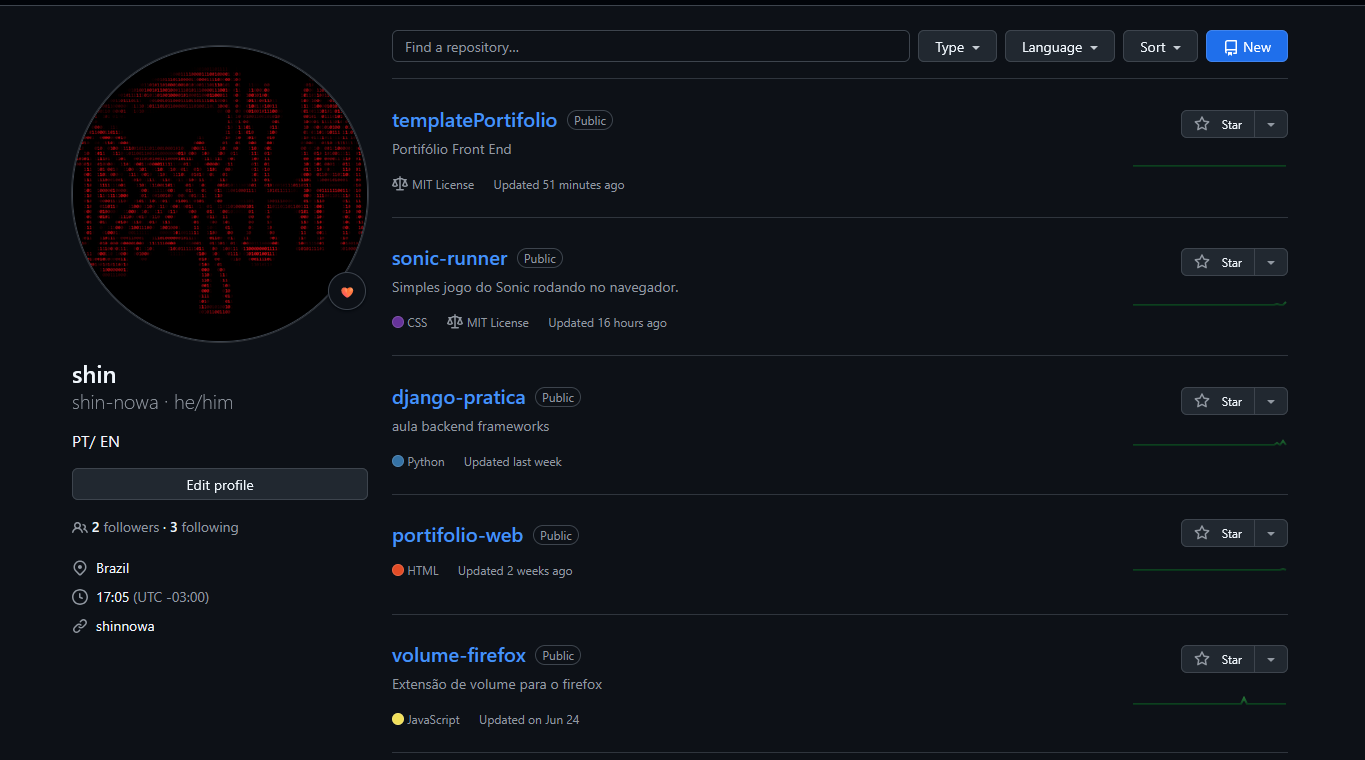 Find a repository...
Type
Language
Sort
New
templatePortifolio Public
Star
Portifólio Front End
MIT License Updated 51 minutes ago
sonic-runner Public
Star
Simples jogo do Sonic rodando no navegador.
CSS MIT License Updated 16 hours ago
django-pratica Public
Star
aula backend frameworks
Python Updated last week
portifolio-web Public
Star
HTML Updated 2 weeks ago
volume-firefox Public
Star
Extensão de volume para o firefox
JavaScript Updated on Jun 24
shin
shin-nowa · he/him
PT/ EN
Edit profile
2 followers · 3 following
Brazil
17:05 (UTC -03:00)
shinnowa